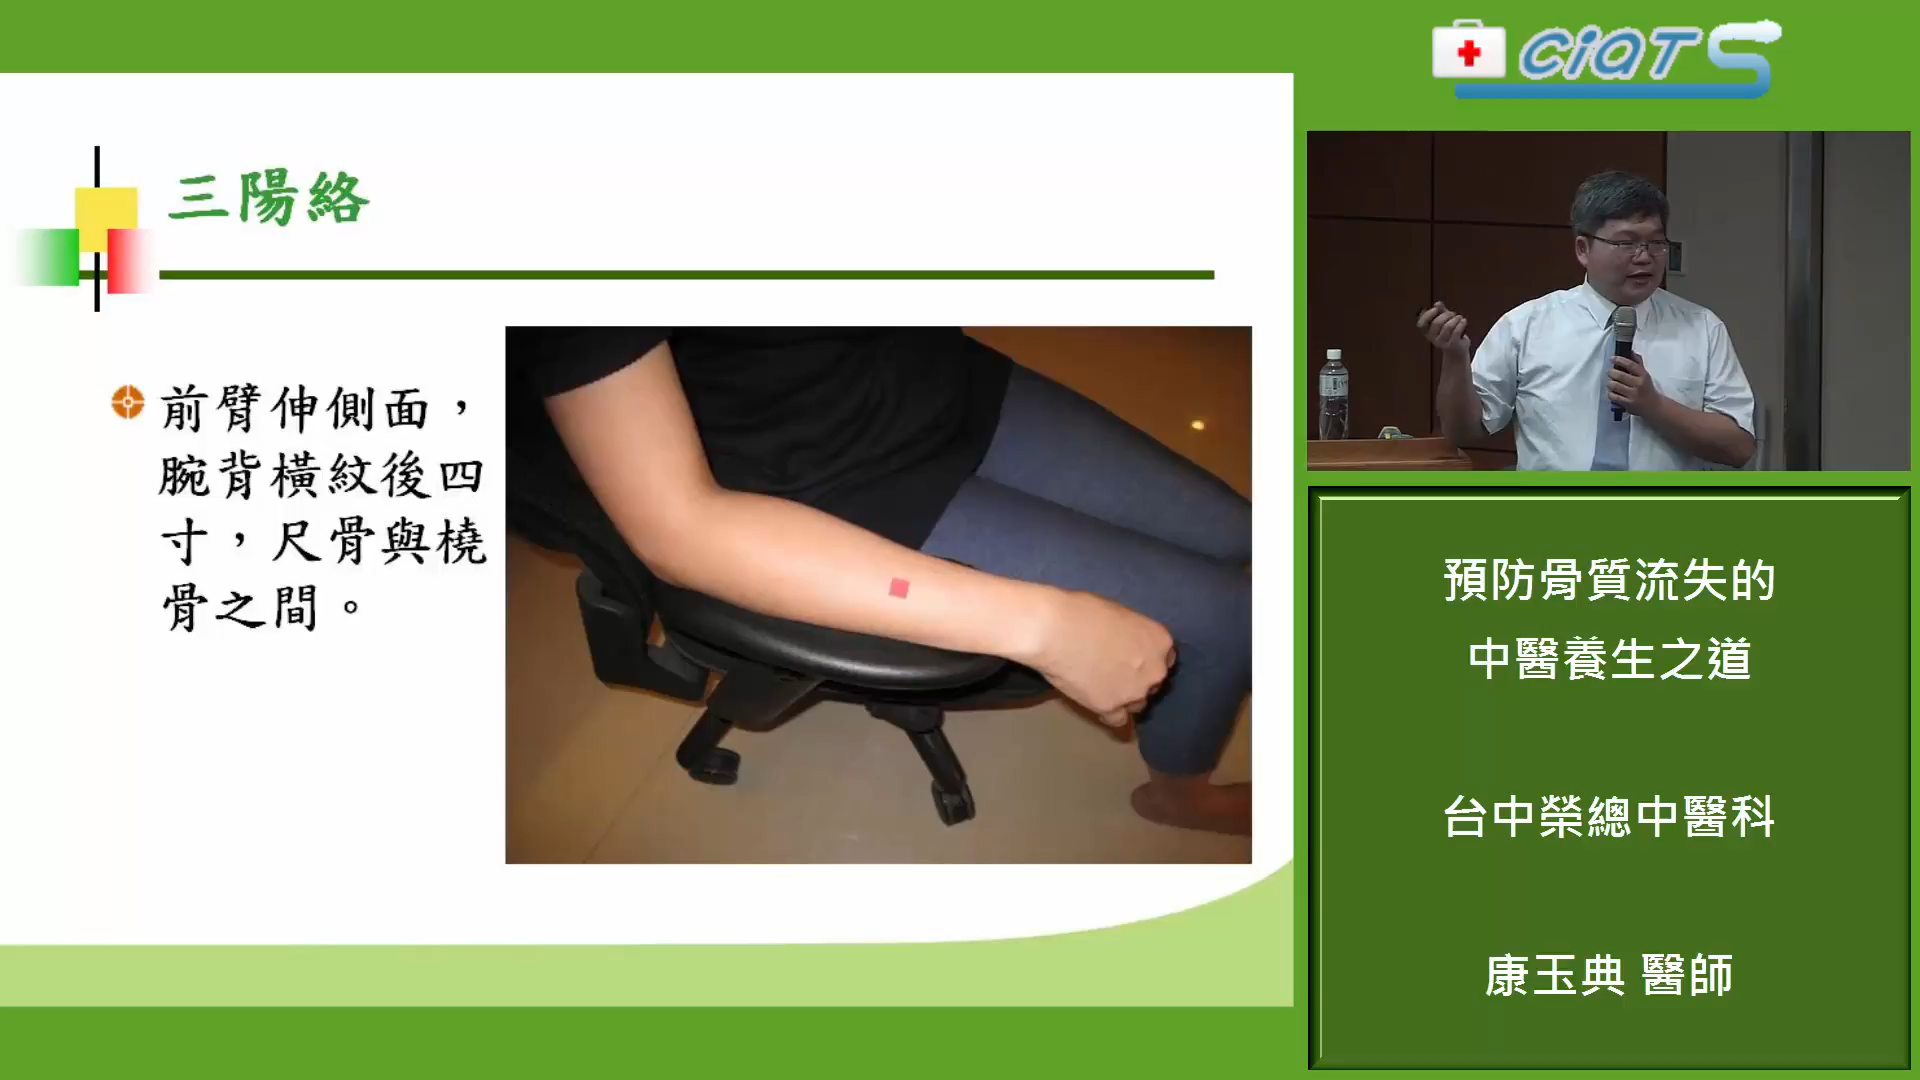 三陽絡
前臂伸側面，
腕背橫紋後四
寸，尺骨與橈
骨之間。
ciaTS
預防骨質流失的
中醫養生之道
台中榮總中醫科
康玉典 醫師